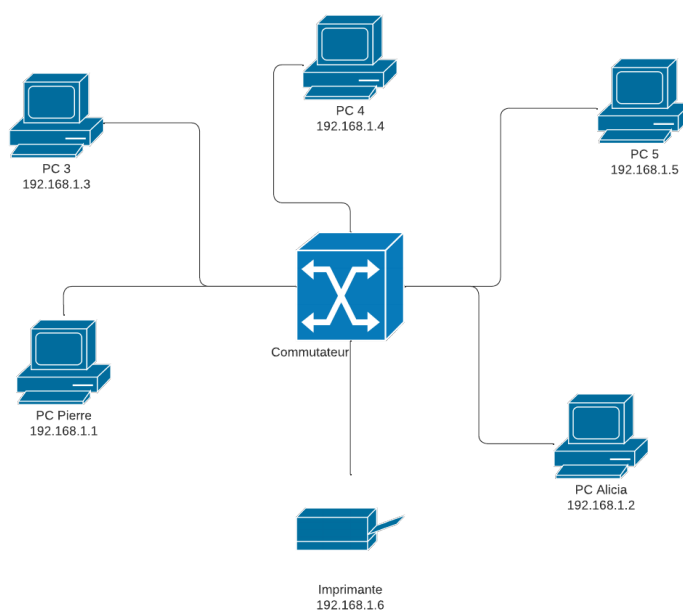 PC 4
192.168.1.4
PC 3
192.168.1.3
PC 5
192.168.1.5
Commutateur
PC Pierre
192.168.1.1
PC Alicia
192.168.1.2
Imprimante
192.168.1.6